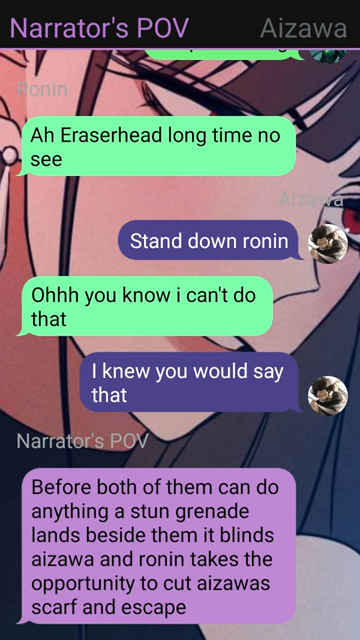 Narrator's POV
Aizawa
Ronin
Ah Eraserhead long time no
see
Aizawa
Stand down ronin
Ohhh you know i can't do
that
I knew you would say
that
Narrator's POV
Before both of them can do
anything a stun grenade
lands beside them it blinds
aizawa and ronin takes the
opportunity to cut aizawas
scarf and escape